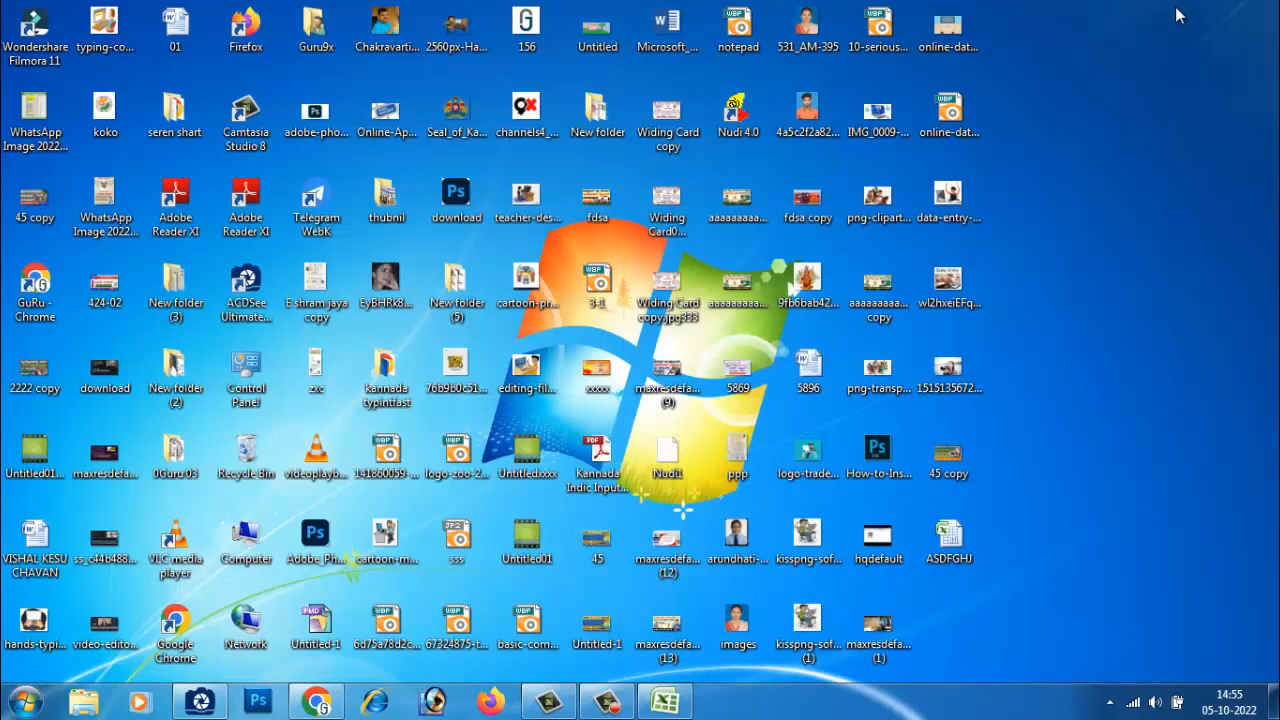 Wondershare
Filmora 11
typing-co...
01
Firefox
Guru9x
Chakravarti...
2560px-Ha...
156
Untitled
Microsoft_...
notepad
531_AM-395
10-serious...
online-dat...
WhatsApp
Image 2022...
koko
seren shart
Camtasia
Studio 8
adobe-pho...
Online-Ap...
Seal_of_Ka...
channels4_...
New folder
Widing Card
copy
Nudi 4.0
4a5c2f2a82...
IMG_0009-...
online-dat...
45 copy
WhatsApp
Image 2022...
Adobe
Reader XI
Adobe
Reader XI
Telegram
WebK
thubnil
download
teacher-des...
fdsa
Widing
Card0...
aaaaaaaaa...
fdsa copy
png-clipart...
data-entry-...
GuRu -
Chrome
424-02
New folder
(3)
ACDSee
Ultimate...
E shram jaya
copy
EyBHRk8...
New folder
(5)
cartoon-pr...
3-1
Widing Card
copy.jpg333
aaaaaaaaa...
9fb6bab42...
aaaaaaaaa...
copy
wl2hxeiEFq...
2222 copy
download
New folder
(2)
Control
Panel
zxc
Kannada
typintfast
76b9b0c51...
editing-fil...
xxxxx
maxresdefa...
(9)
5869
5896
png-transp...
1515135672...
Untitled01...
maxresdefa...
0Guru 03
Recycle Bin
videoplayb...
141860059-...
logo-zoo-2...
Untitledxxxx
Kannada
Indic Input...
Nudi1
ppp
logo-trade...
How-to-Ins...
45 copy
VISHAL KESU
CHAVAN
ss_c44b488...
VLC media
player
Computer
Adobe_Ph...
cartoon-m...
sss
Untitled01
45
maxresdefa...
(12)
arundhati-...
kisspng-sof...
hqdefault
ASDFGHJ
hands-typi...
video-edito...
Google
Chrome
Network
Untitled-1
6d75a78d2c...
67324875-t...
basic-com...
Untitled-1
maxresdefa...
(13)
images
kisspng-sof...
(1)
maxresdefa...
(1)
14:55
05-10-2022